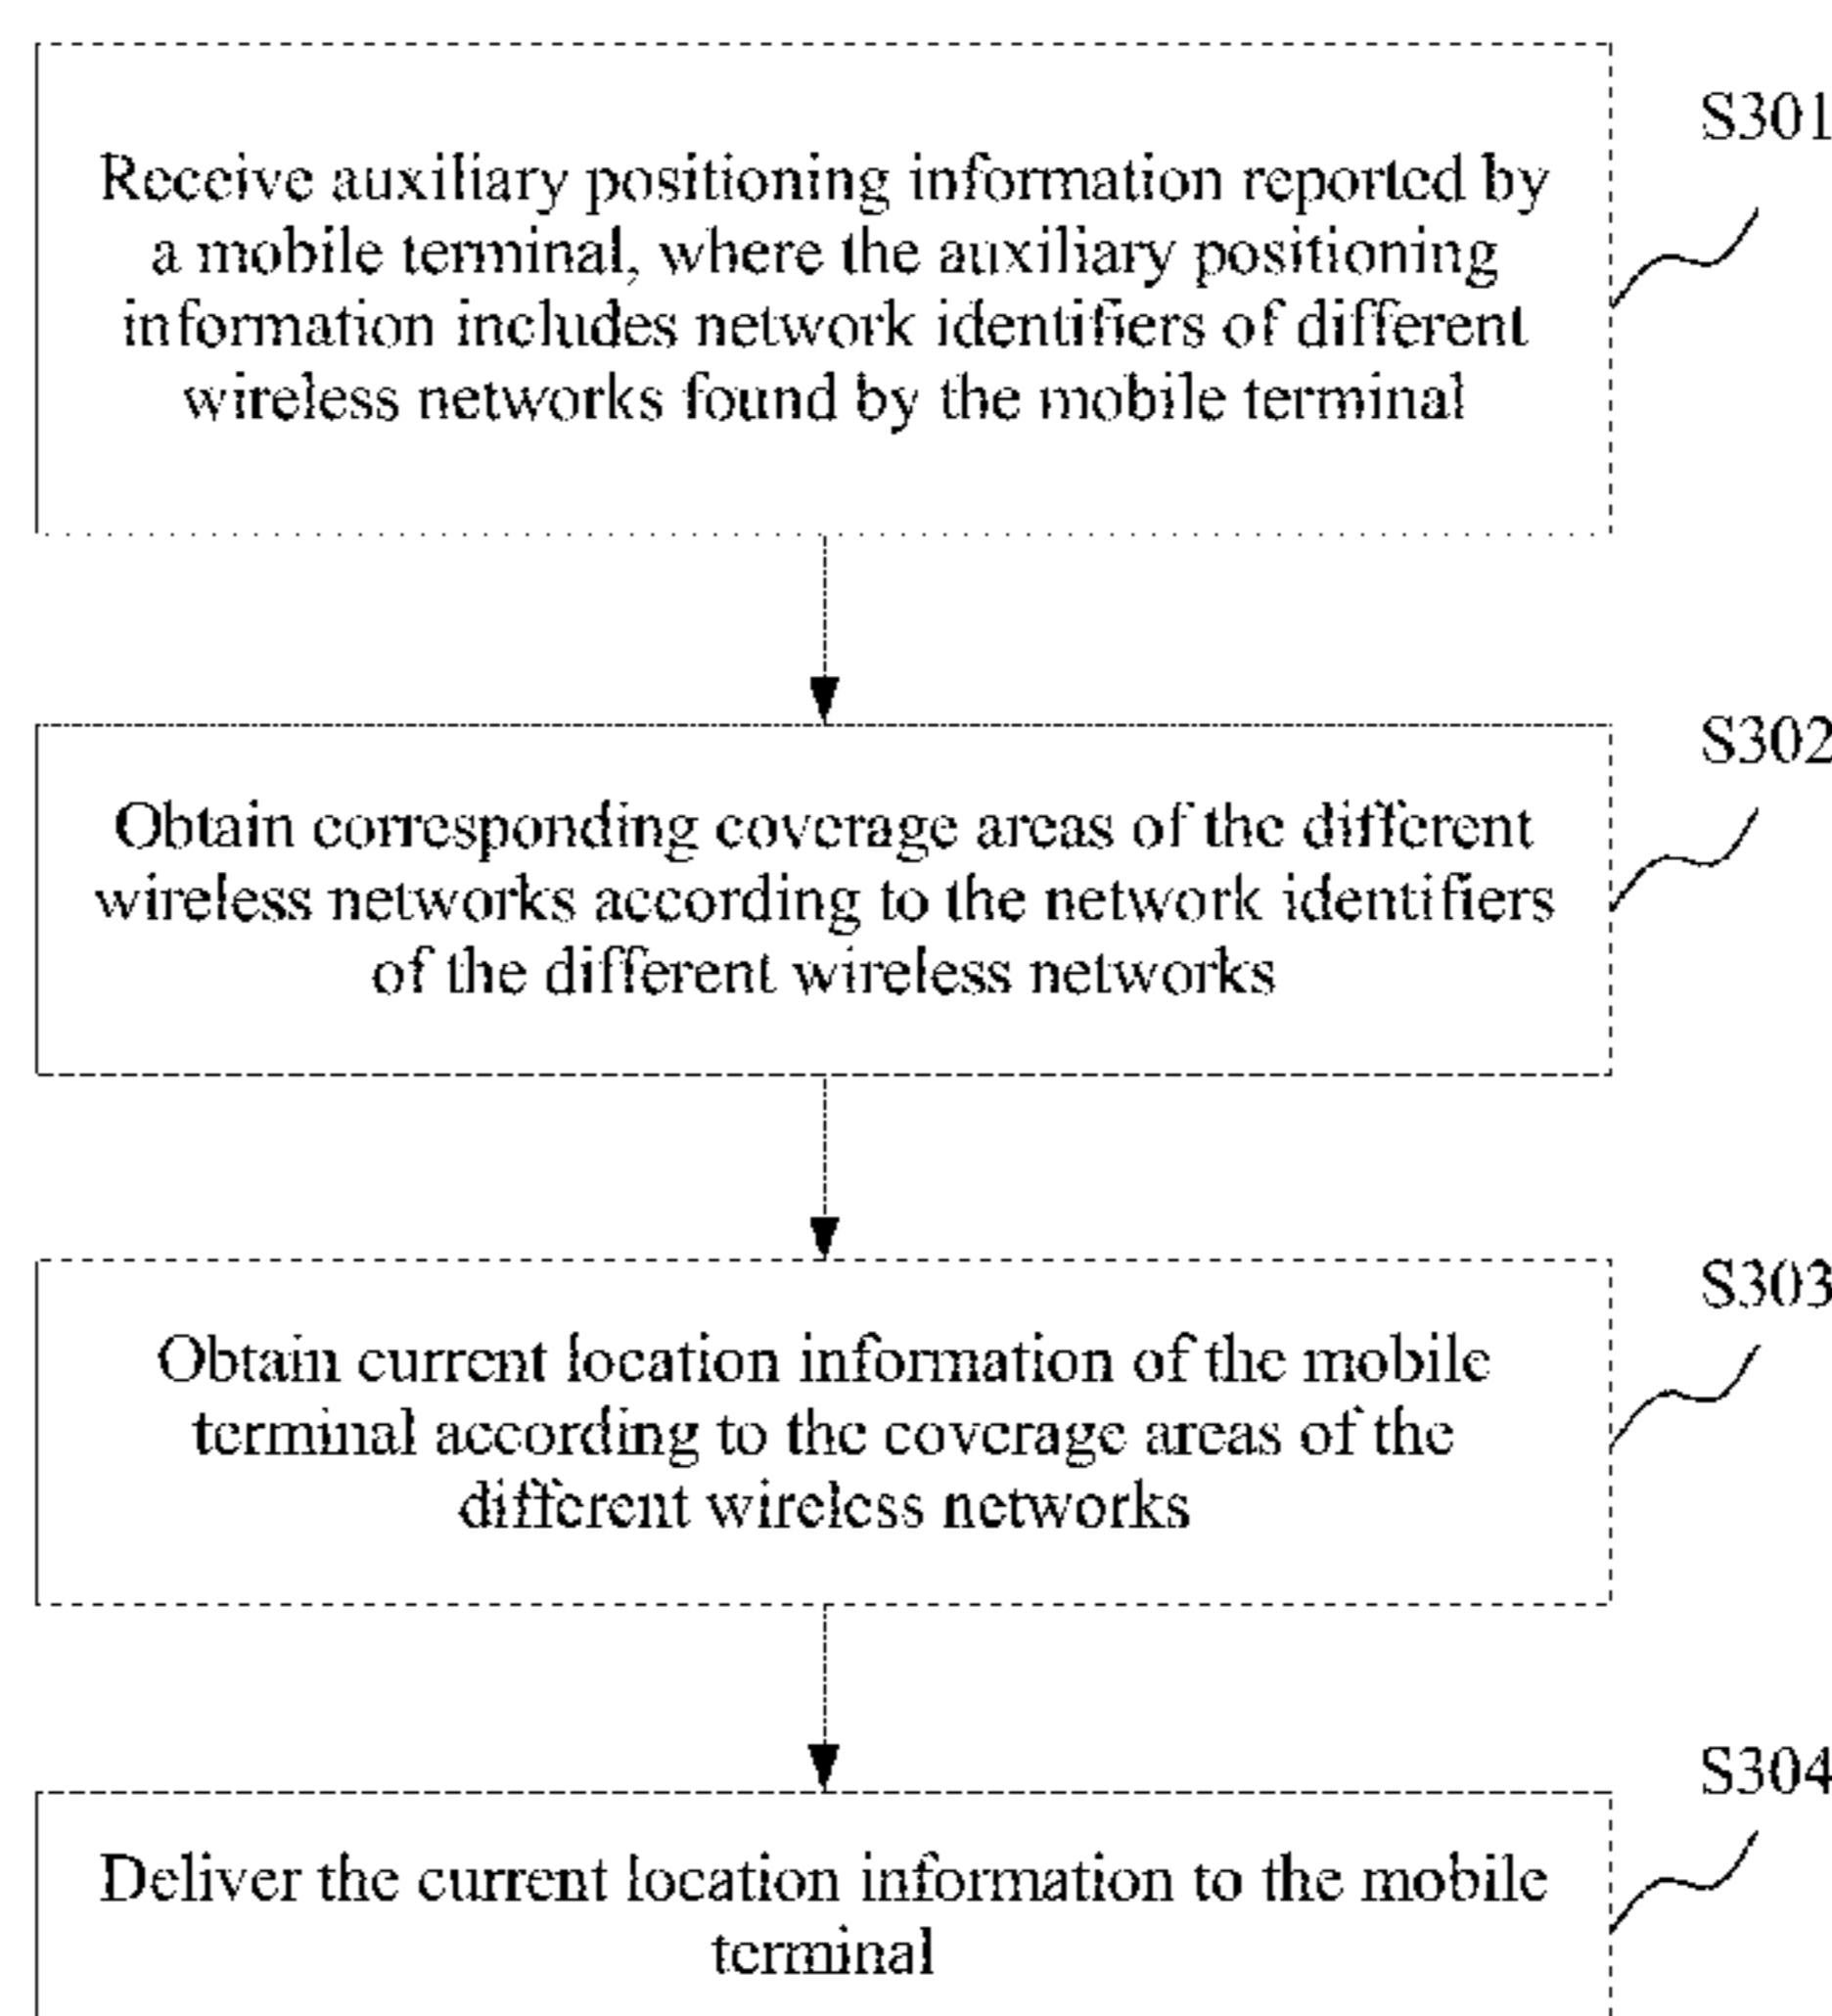 S301
Receive auxiliary positioning information reported by
a mobile terminal, where the auxiliary positioning
information includes network identifiers of different
wireless networks found by the mobile terminal
S302
Obtain corresponding coverage areas of the different
wireless networks according to the network identifiers
of the different wireless networks
S303
Obtain current location information of the mobile
terminal according to the coverage areas of the
different wireless networks
S304
Deliver the current location information to the mobile
terminal